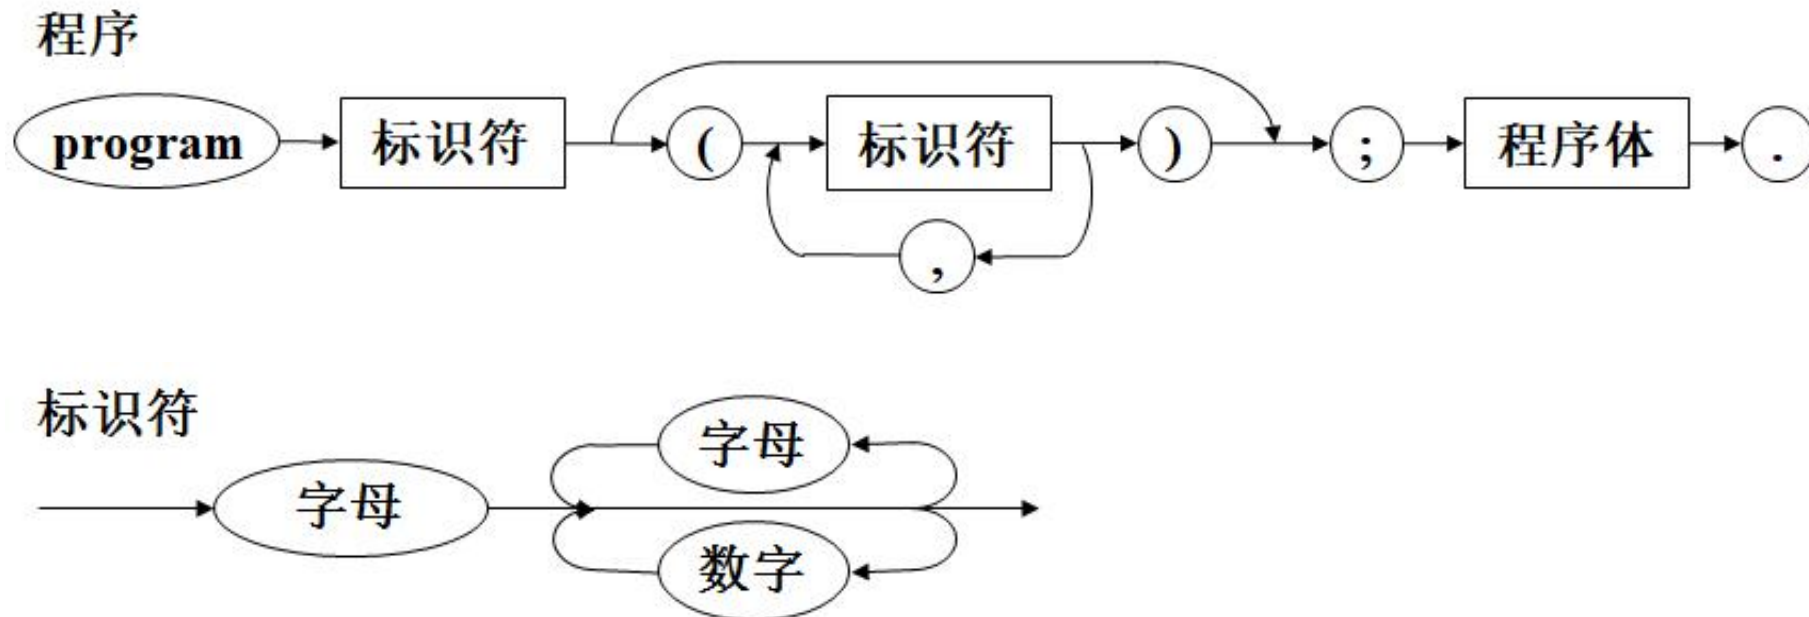 程序
program 标识符 ( 标识符 ) ; 程序体 .
,
标识符
字母
字母
数字